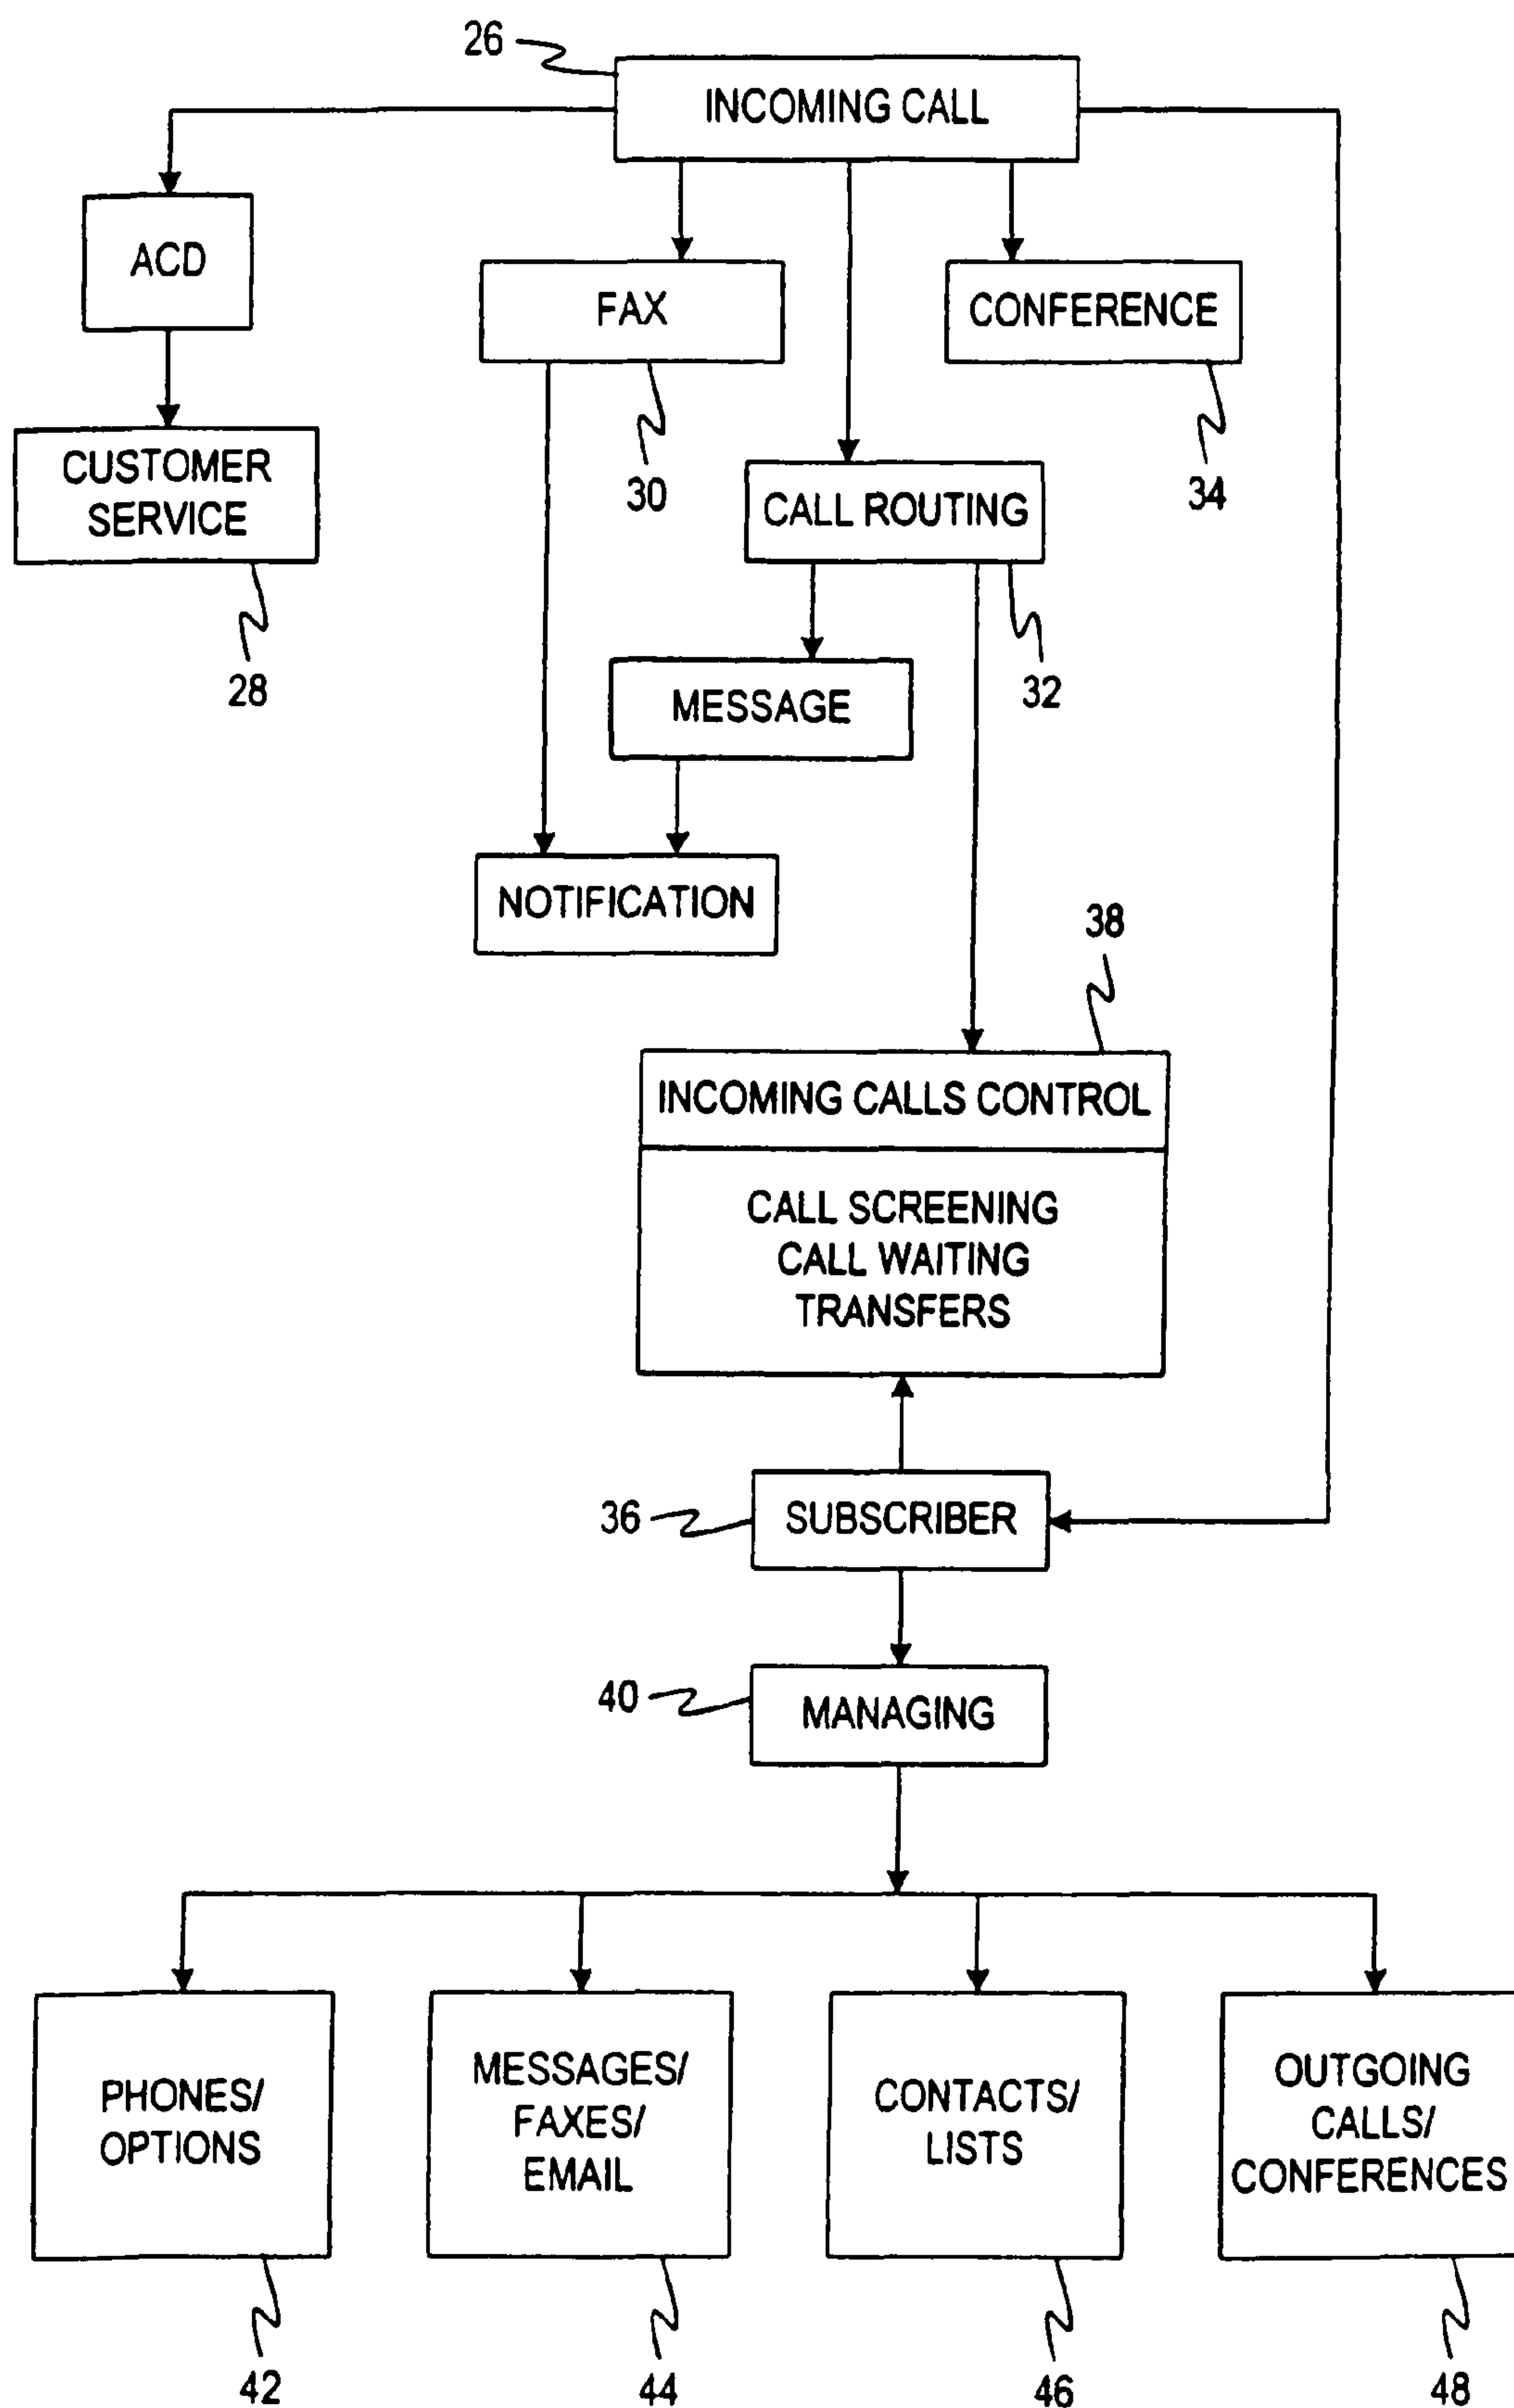 26
INCOMING CALL
ACD
FAX
CONFERENCE
CUSTOMER
SERVICE
30
CALL ROUTING
34
28
MESSAGE
32
NOTIFICATION
38
INCOMING CALLS CONTROL
CALL SCREENING
CALL WAITING
TRANSFERS
36
SUBSCRIBER
40
MANAGING
PHONES/
OPTIONS
MESSAGES/
FAXES/
EMAIL
CONTACTS/
LISTS
OUTGOING
CALLS/
CONFERENCES
42
44
46
48